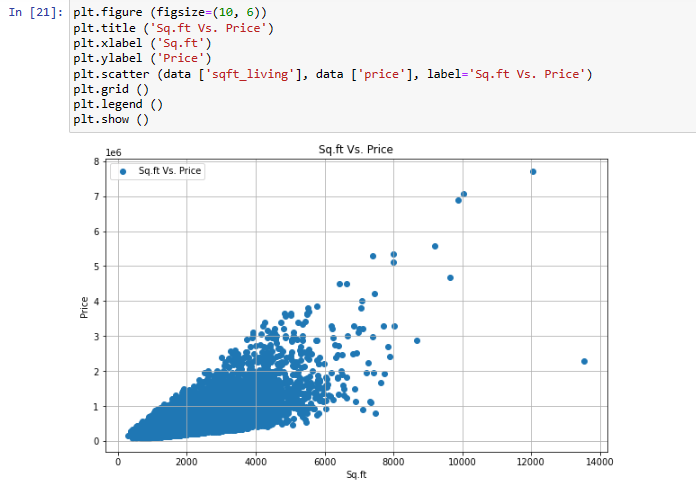 In [21]: plt.figure (figsize=(10, 6))
plt.title ('Sq.ft Vs. Price')
plt.xlabel ('Sq.ft')
plt.ylabel ('Price')
plt.scatter (data ['sqft_living'], data ['price'], label='Sq.ft Vs. Price')
plt.grid ()
plt.legend ()
plt.show ()
Sq.ft Vs. Price
1e6
Sq.ft Vs. Price
8
7
6
5
4
3
2
1
0
Price
0 2000 4000 6000 8000 10000 12000 14000
Sq.ft